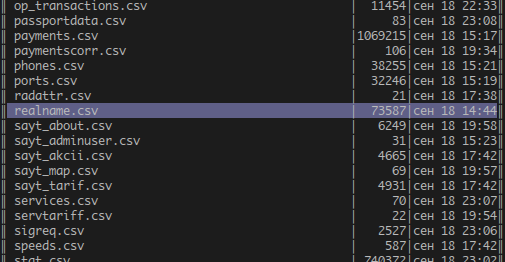 op_transactions.csv | 11454|сен 18 22:33
passportdata.csv | 83|сен 18 23:08
payments.csv |1069215|сен 18 15:17
paymentscorr.csv | 106|сен 18 19:34
phones.csv | 38255|сен 18 15:21
ports.csv | 32246|сен 18 15:19
radattr.csv | 21|сен 18 17:38
realname.csv | 73587|сен 18 14:44
sayt_about.csv | 6249|сен 18 19:58
sayt_adminuser.csv | 31|сен 18 15:23
sayt_akcii.csv | 4665|сен 18 17:42
sayt_map.csv | 69|сен 18 19:57
sayt_tarif.csv | 4931|сен 18 17:42
services.csv | 70|сен 18 23:07
servtariff.csv | 22|сен 18 19:54
sigreq.csv | 2527|сен 18 23:06
speeds.csv | 587|сен 18 17:42
stat.csv | 740372|сен 18 23:02